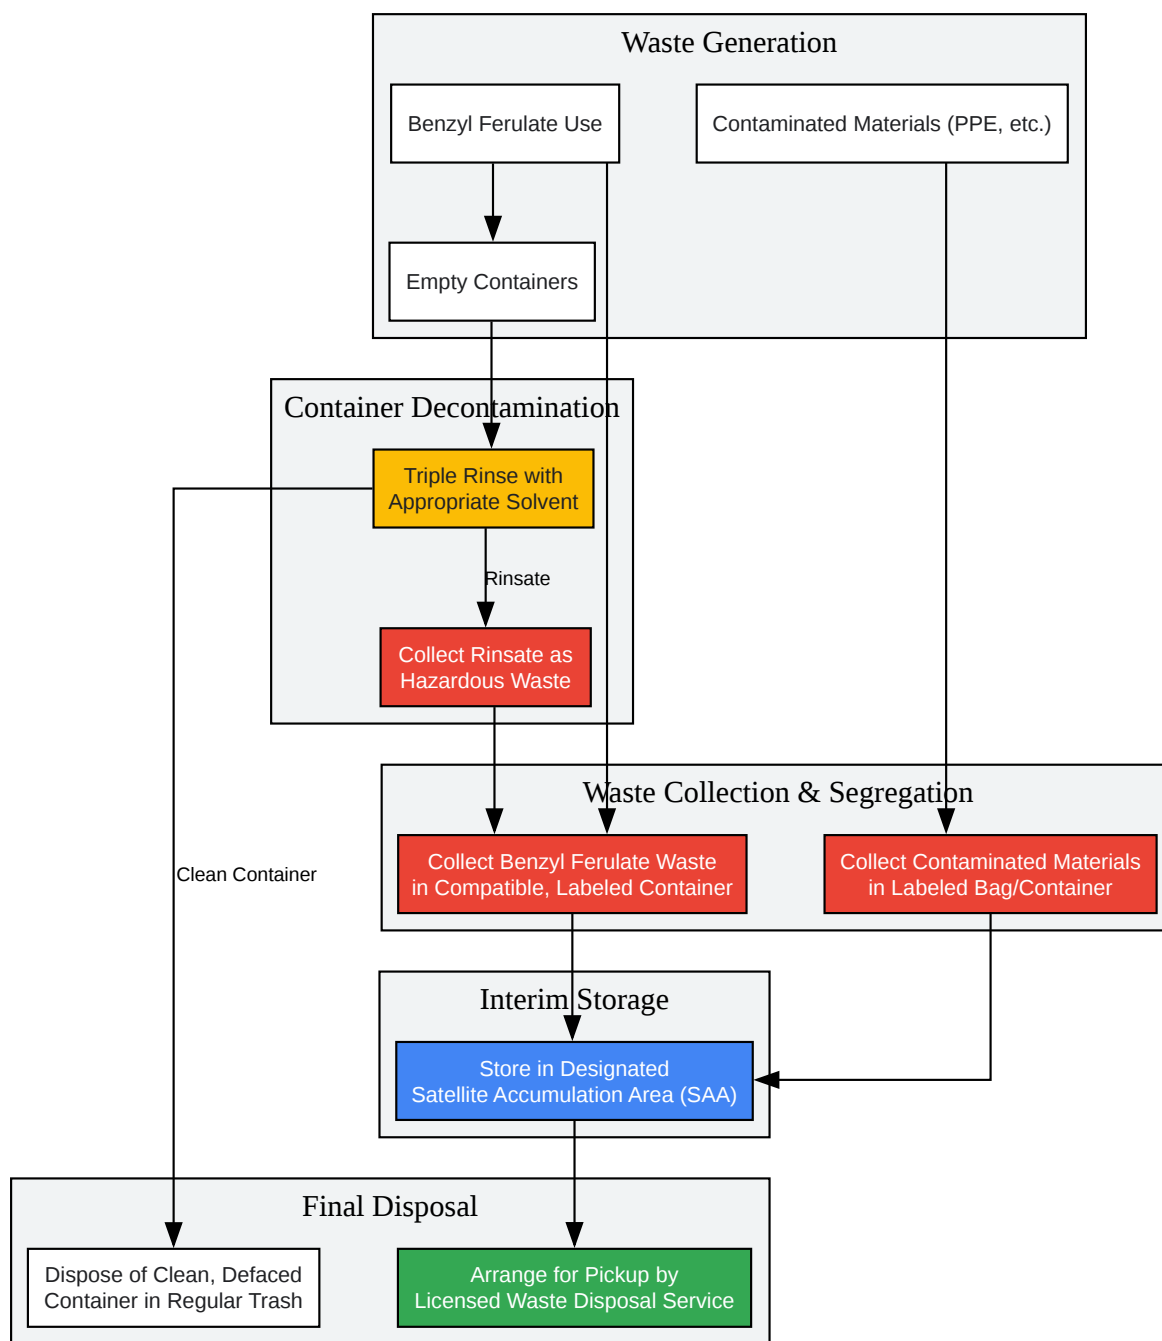 Waste Generation
Benzyl Ferulate Use
Contaminated Materials (PPE, etc.)
Empty Containers
Container Decontamination
Triple Rinse with
Appropriate Solvent
Rinsate
Collect Rinsate as
Hazardous Waste
Waste Collection & Segregation
Collect Benzyl Ferulate Waste
in Compatible, Labeled Container
Collect Contaminated Materials
in Labeled Bag/Container
Clean Container
Interim Storage
Store in Designated
Satellite Accumulation Area (SAA)
Final Disposal
Dispose of Clean, Defaced
Container in Regular Trash
Arrange for Pickup by
Licensed Waste Disposal Service